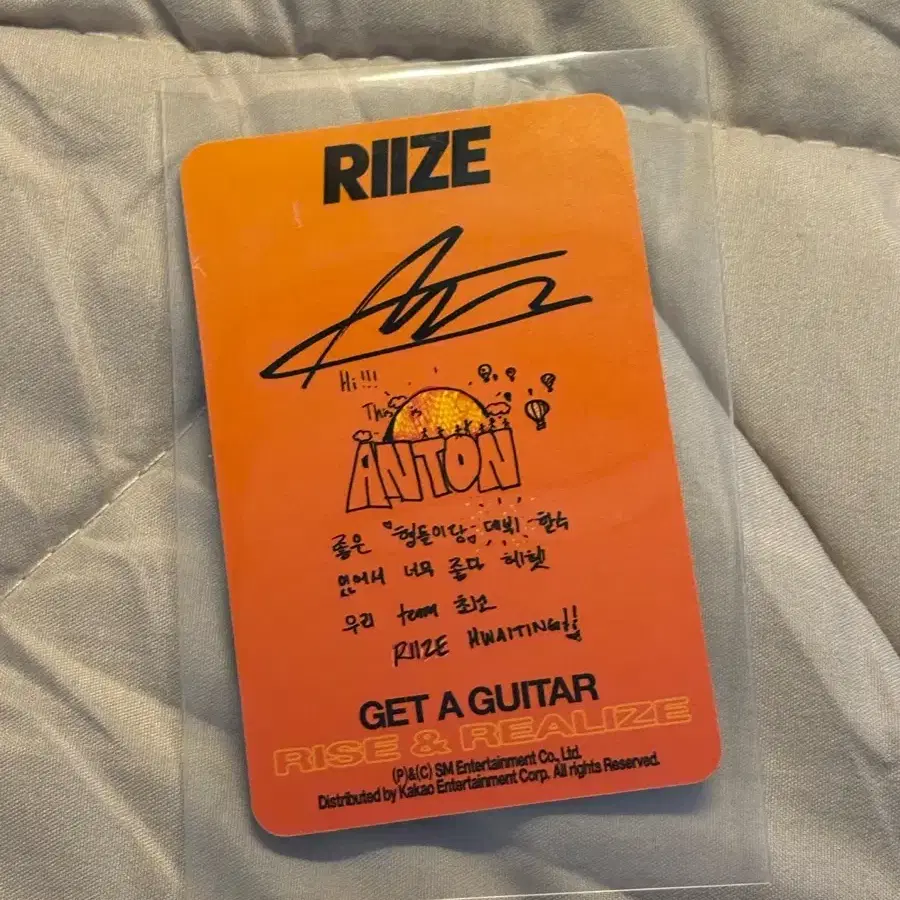 RIIZE
Hi!!!
This is
ANTON
좋은 형들이랑 데뷔 할 수
있어서 너무 좋다 헤헷
우리 team 최고
RIIZE HWAITING!!
GET A GUITAR
RISE & REALIZE
(P)&(C) SM Entertainment Co., Ltd.
Distributed by Kakao Entertainment Corp. All rights Reserved.